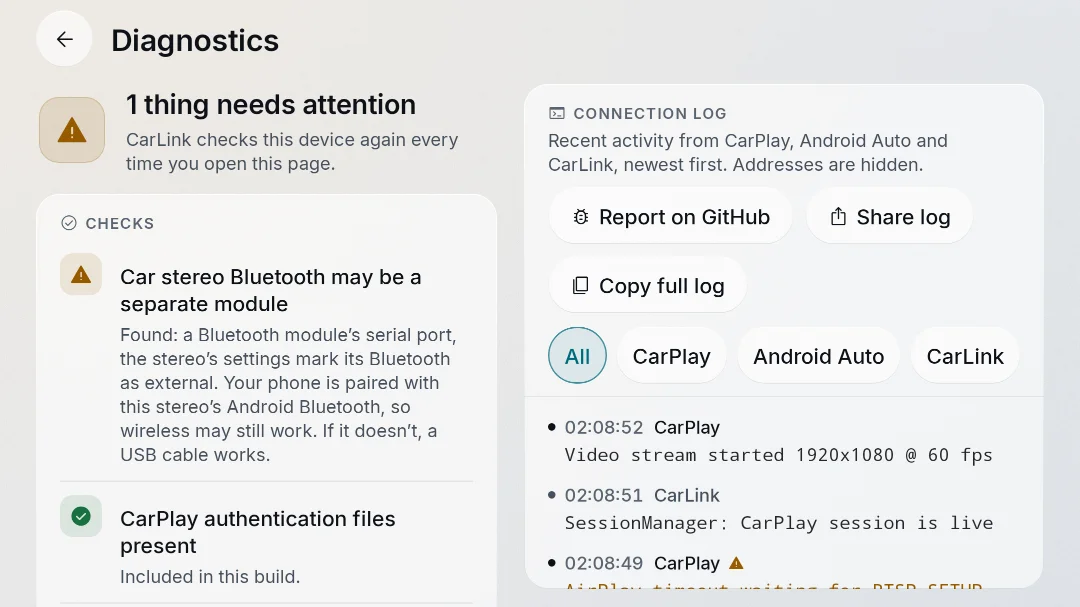 Diagnostics
1 thing needs attention
CarLink checks this device again every
time you open this page.
CHECKS
Car stereo Bluetooth may be a
separate module
Found: a Bluetooth module’s serial port,
the stereo’s settings mark its Bluetooth
as external. Your phone is paired with
this stereo’s Android Bluetooth, so
wireless may still work. If it doesn’t, a
USB cable works.
CarPlay authentication files
present
Included in this build.
CONNECTION LOG
Recent activity from CarPlay, Android Auto and
CarLink, newest first. Addresses are hidden.
Report on GitHub
Share log
Copy full log
All
CarPlay
Android Auto
CarLink
02:08:52 CarPlay
Video stream started 1920x1080 @ 60 fps
02:08:51 CarLink
SessionManager: CarPlay session is live
02:08:49 CarPlay
AirPlay timeout waiting for RTSP SETUP